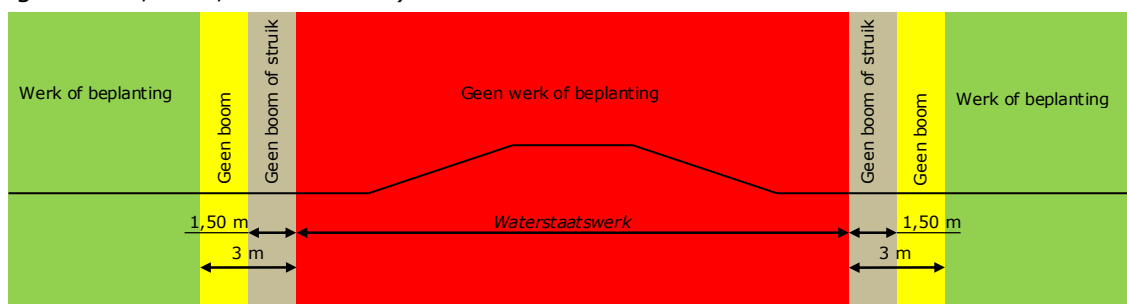 Werk of beplanting
Geen boom
Geen boom of struik
Geen werk of beplanting
Geen boom of struik
Geen boom
Werk of beplanting
1,50 m
Waterstaatswerk
1,50 m
3 m
3 m